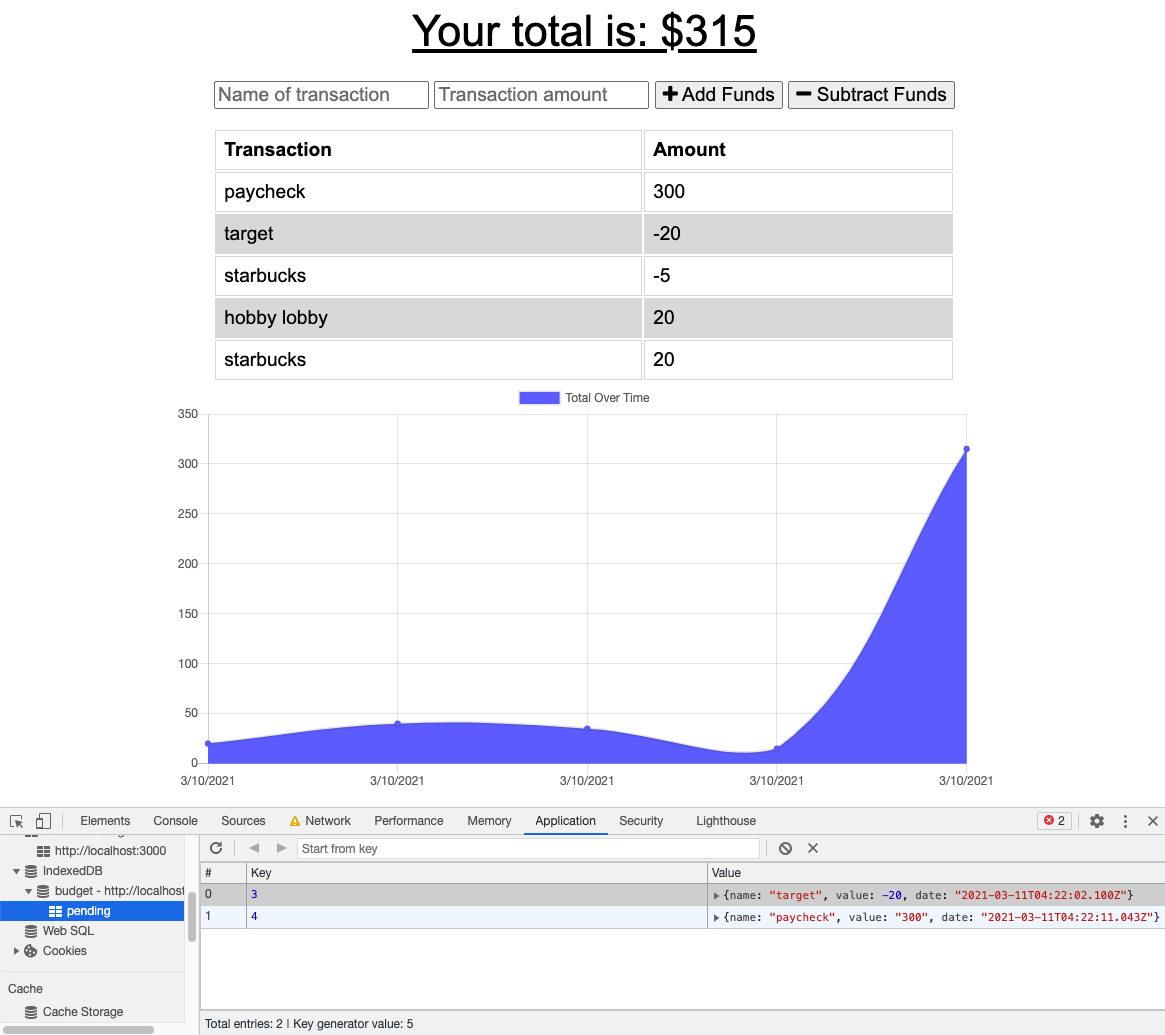 Your total is: $315
Name of transaction Transaction amount Add Funds Subtract Funds
Transaction Amount
paycheck 300
target -20
starbucks -5
hobby lobby 20
starbucks 20
Total Over Time
350
300
250
200
150
100
50
0
3/10/2021 3/10/2021 3/10/2021 3/10/2021 3/10/2021
Elements Console Sources Network Performance Memory Application Security Lighthouse 2
http://localhost:3000
IndexedDB
budget - http://localhost
pending
Web SQL
Cookies
Cache
Cache Storage
Start from key
# Key Value
0 3 {name: "target", value: -20, date: "2021-03-11T04:22:02.100Z"}
1 4 {name: "paycheck", value: "300", date: "2021-03-11T04:22:11.043Z"}
Total entries: 2 | Key generator value: 5